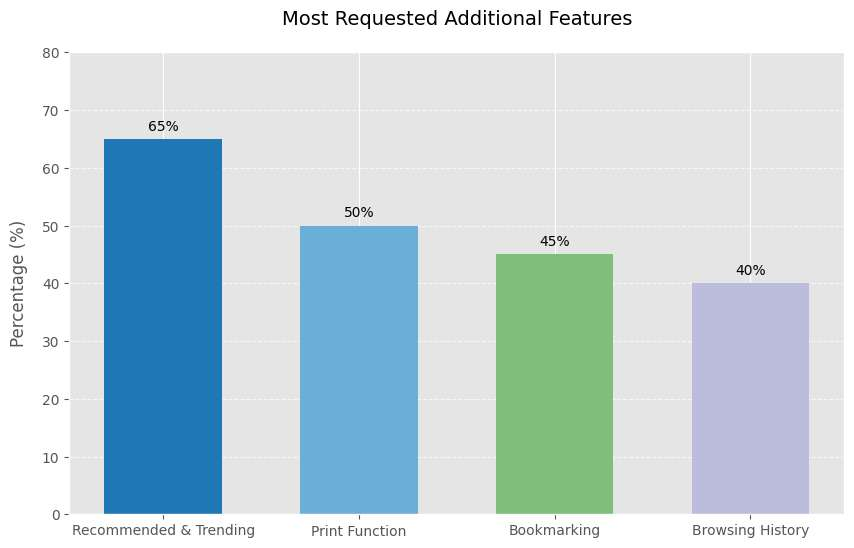 Most Requested Additional Features
Percentage (%)
80
70
60
50
40
30
20
10
0
65%
50%
45%
40%
Recommended & Trending
Print Function
Bookmarking
Browsing History